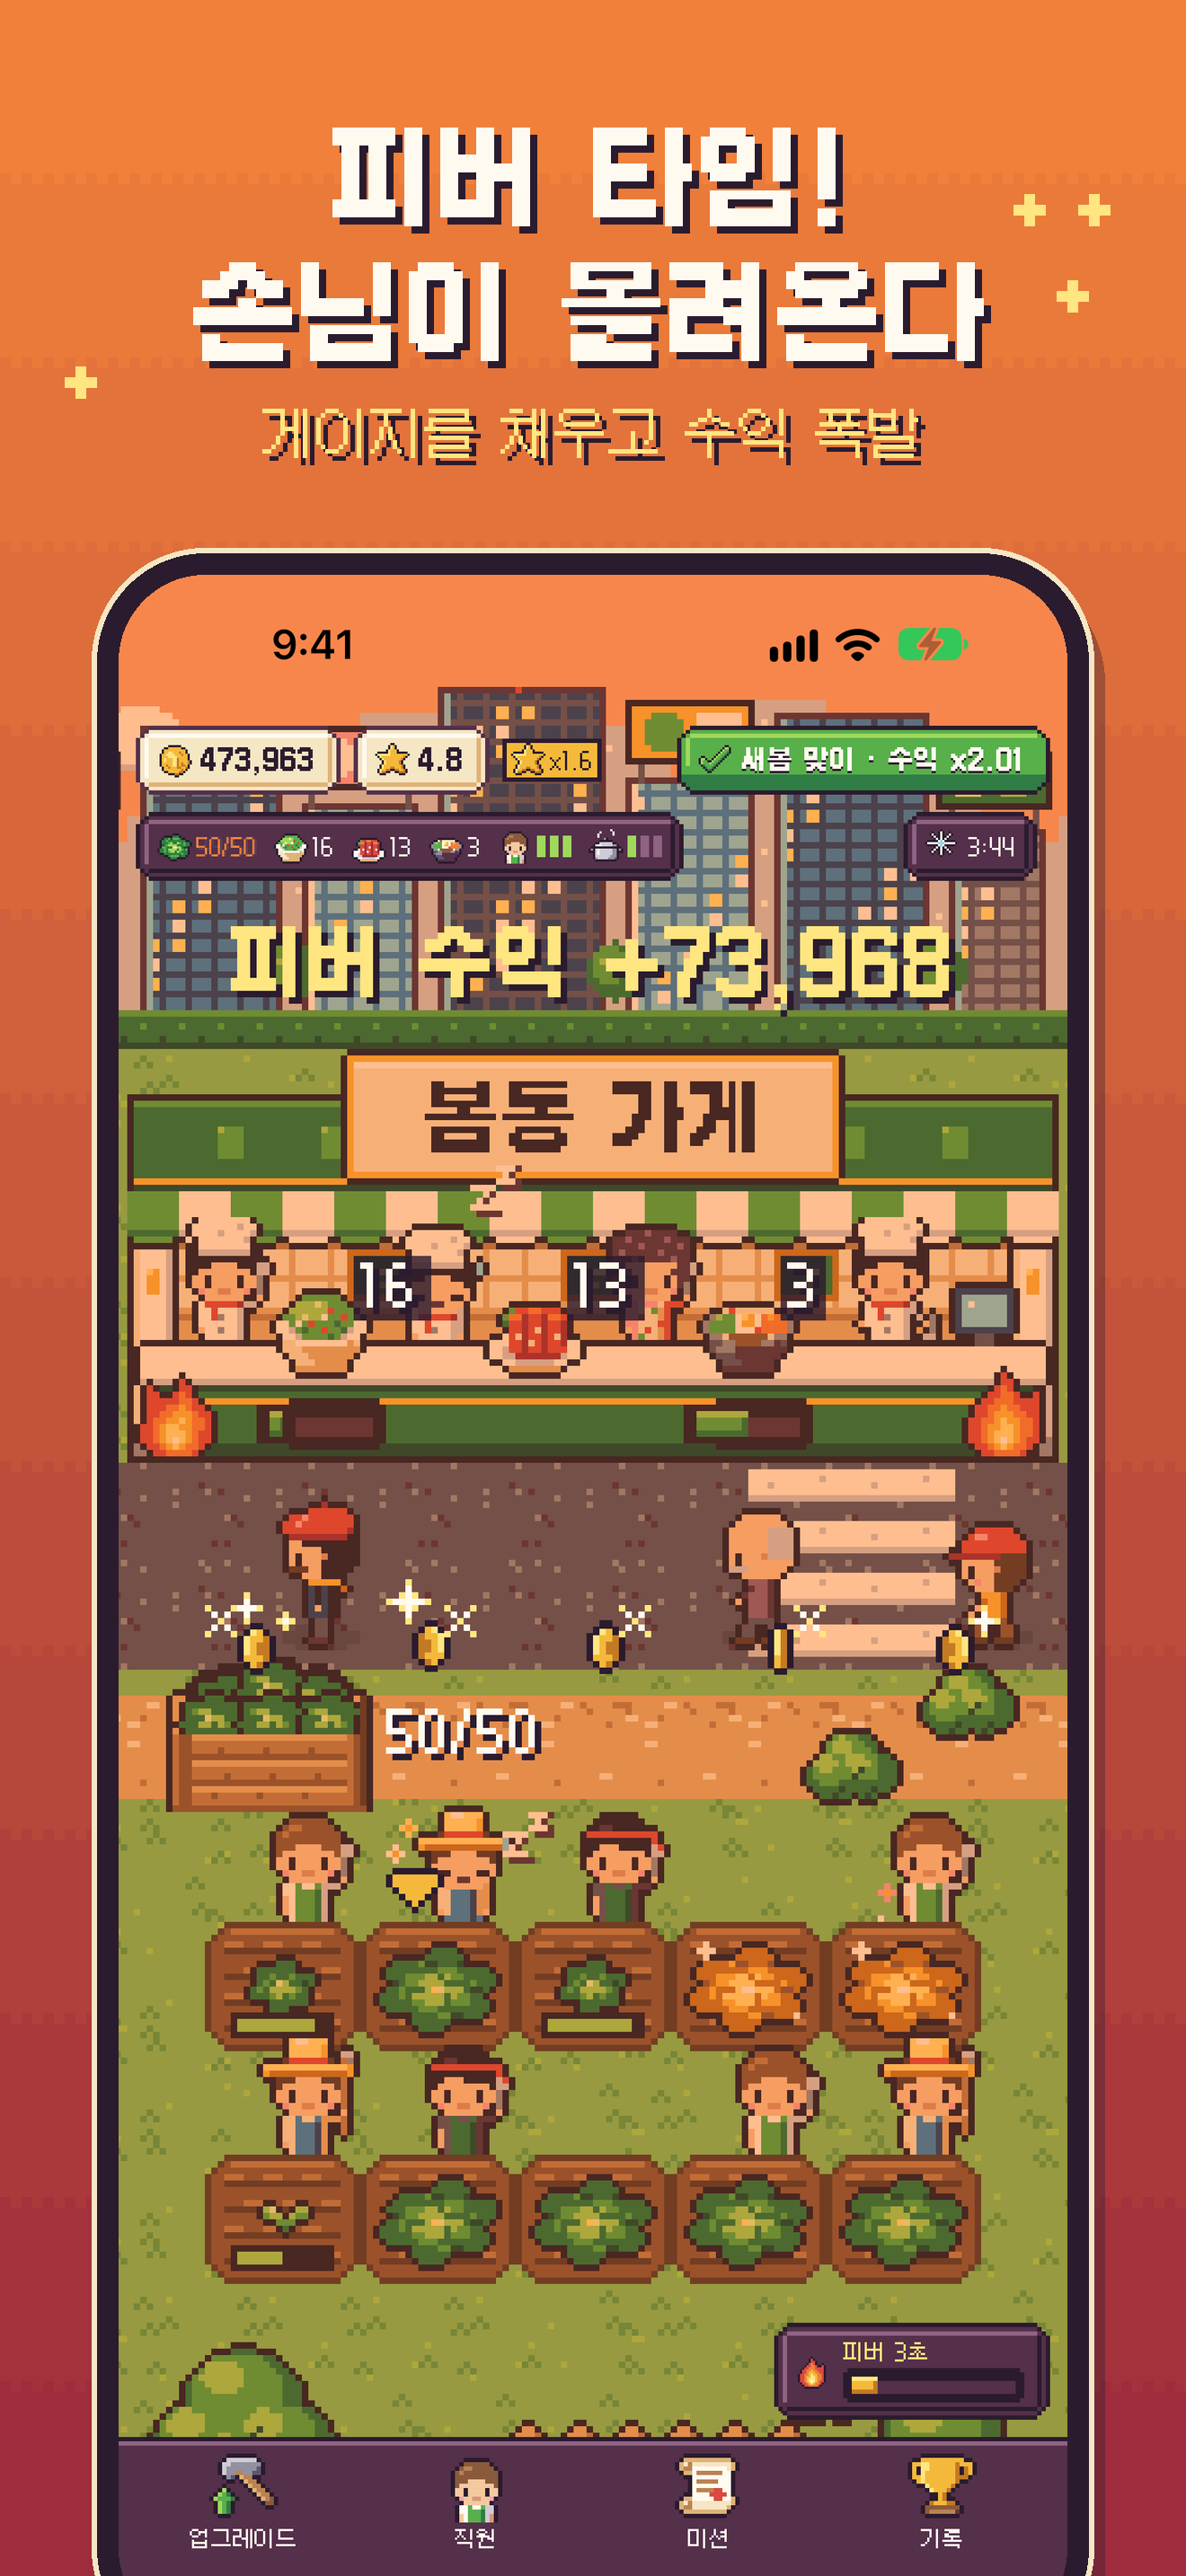 피버 타임!
손님이 몰려온다
게이지를 채우고 수익 폭발
9:41
473,963
4.8
x1.6
새봄 맞이 · 수익 x2.01
50/50
16
13
3
3:44
피버 수익 +73,968
봄동 가게
16
13
3
50/50
피버 3초
업그레이드
직원
미션
기록